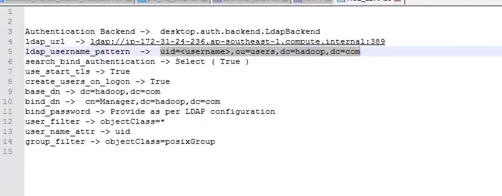 1
2
3 Authentication Backend -> desktop.auth.backend.LdapBackend
4 ldap_url -> ldap://ip-172-31-24-236.ap-southeast-1.compute.internal:389
5 ldap_username_pattern -> uid=<username>,ou=users,dc=hadoop,dc=com
6 search_bind_authentication -> Select ( True )
7 use_start_tls -> True
8 create_users_on_logon -> True
9 base_dn -> dc=hadoop,dc=com
10 bind_dn -> cn=Manager,dc=hadoop,dc=com
11 bind_password -> Provide as per LDAP configuration
12 user_filter -> objectClass=*
13 user_name_attr -> uid
14 group_filter -> objectClass=posixGroup
15